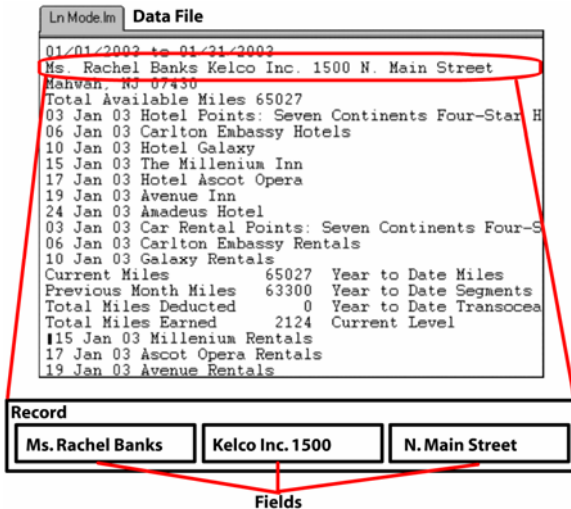 Ln Mode.lm Data File
01/01/2003 to 01/31/2003
Ms. Rachel Banks Kelco Inc. 1500 N. Main Street
Mahwah, NJ 07430
Total Available Miles 65027
03 Jan 03 Hotel Points: Seven Continents Four-Star H
06 Jan 03 Carlton Embassy Hotels
10 Jan 03 Hotel Galaxy
15 Jan 03 The Millenium Inn
17 Jan 03 Hotel Ascot Opera
19 Jan 03 Avenue Inn
24 Jan 03 Amadeus Hotel
03 Jan 03 Car Rental Points: Seven Continents Four-S
06 Jan 03 Carlton Embassy Rentals
10 Jan 03 Galaxy Rentals
Current Miles 65027 Year to Date Miles
Previous Month Miles 63300 Year to Date Segments
Total Miles Deducted 0 Year to Date Transocea
Total Miles Earned 2124 Current Level
15 Jan 03 Millenium Rentals
17 Jan 03 Ascot Opera Rentals
19 Jan 03 Avenue Rentals
Record
Ms. Rachel Banks Kelco Inc. 1500 N. Main Street
Fields